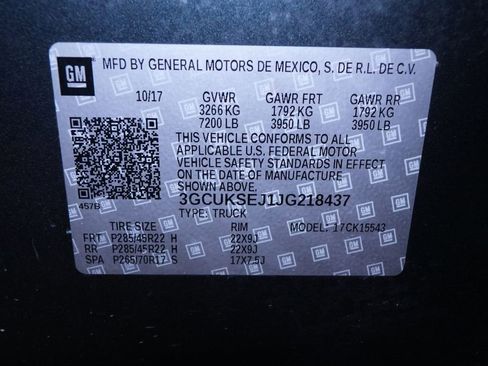 GM
MFD BY GENERAL MOTORS DE MEXICO, S. DE R.L. DE C.V.
10/17 GVWR GAWR FRT GAWR RR
3266 KG 1792 KG 1792 KG
7200 LB 3950 LB 3950 LB
THIS VEHICLE CONFORMS TO ALL
APPLICABLE U.S. FEDERAL MOTOR
VEHICLE SAFETY STANDARDS IN EFFECT
ON THE DATE OF MANUFACTURE
SHOWN ABOVE.
457B 3GCUKSEJ1JG218437
TYPE: TRUCK MODEL: 17CK15543
TIRE SIZE RIM
FRT P285/45R22 H 22X9J
RR P285/45R22 H 22X9J
SPA P265/70R17 S 17X7.5J